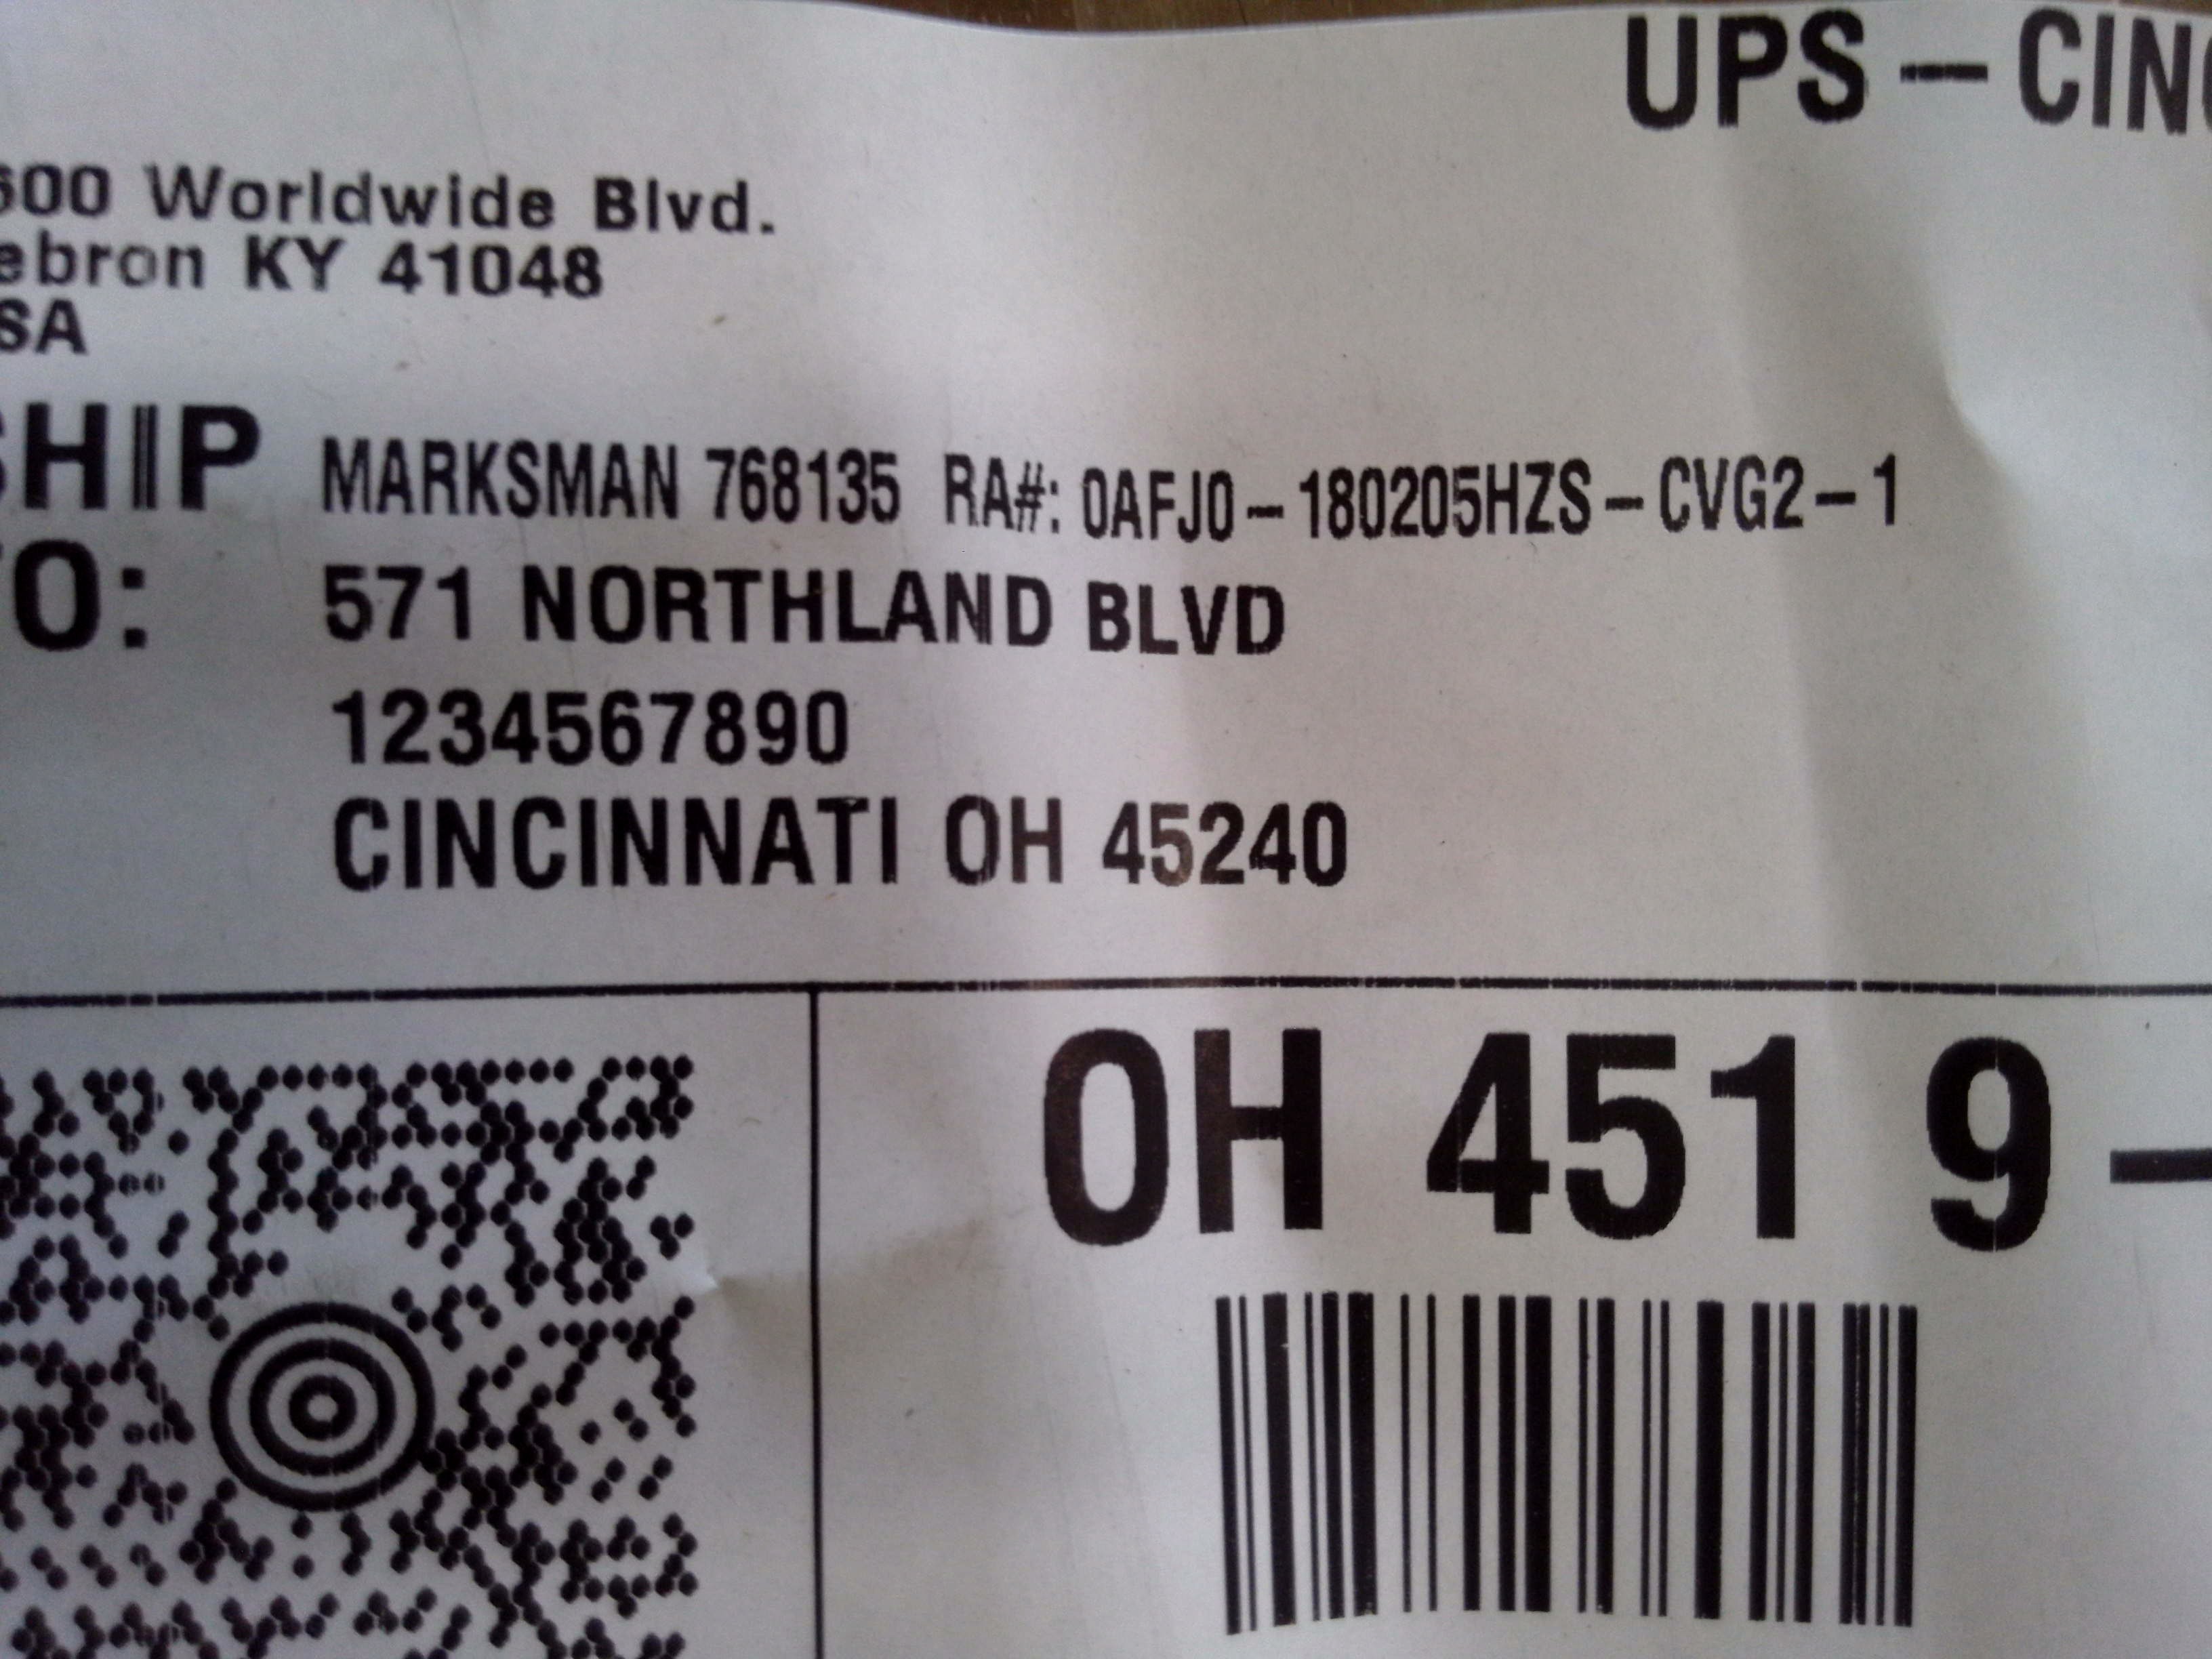 UPS – CIN
600 Worldwide Blvd.
ebron KY 41048
SA
SHIP
TO:
MARKSMAN 768135 RA#: 0AFJ0–180205HZS–CVG2–1
571 NORTHLAND BLVD
1234567890
CINCINNATI OH 45240
OH 451 9 –